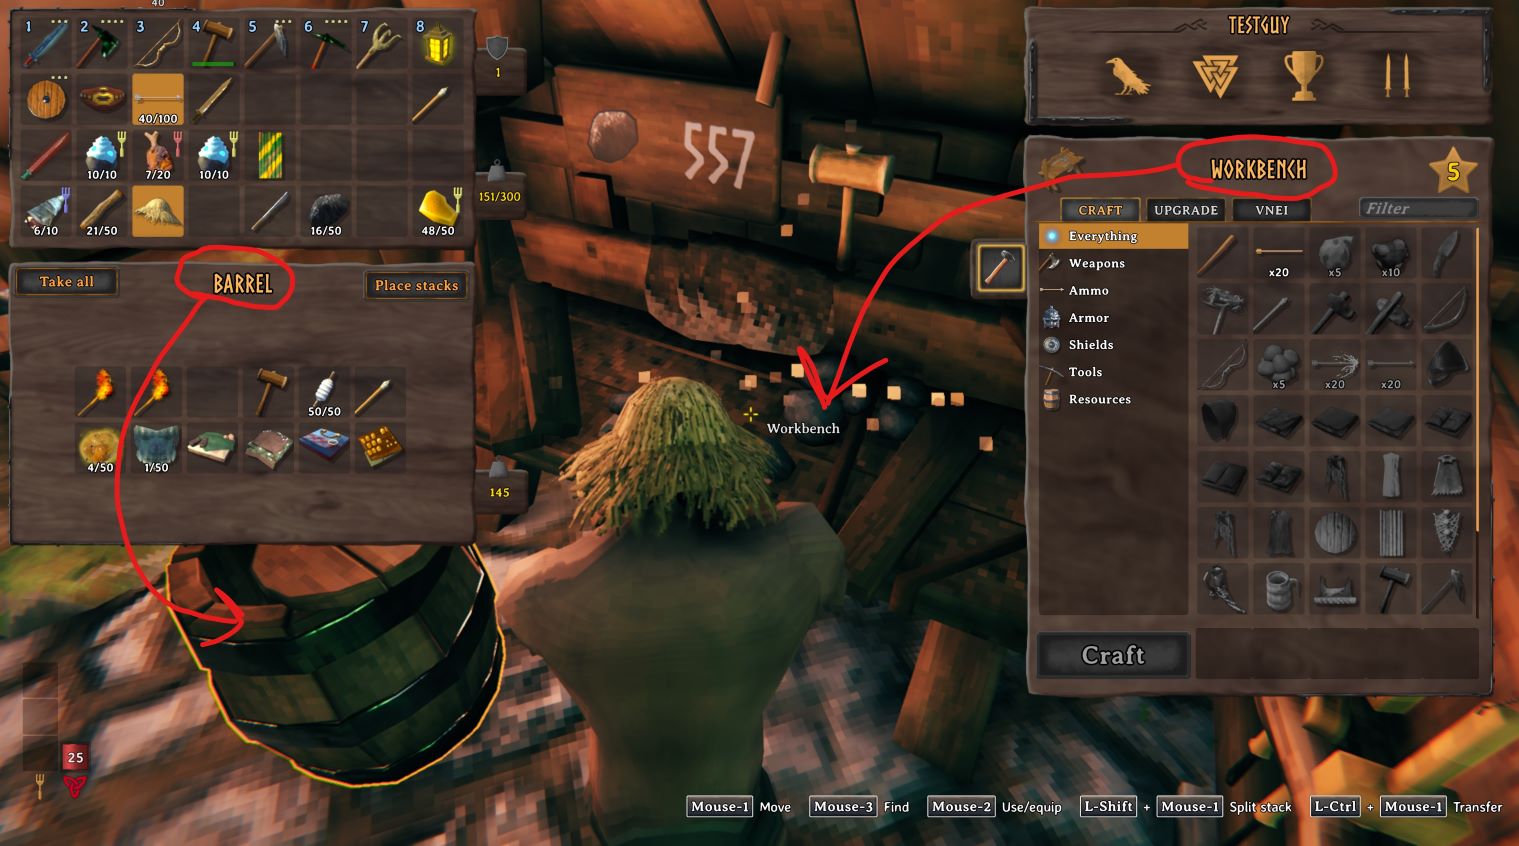 40
1 2 3 4 5 6 7 8
1
40/100
10/10 7/20 10/10
6/10 21/50 16/50 48/50
151/300
Take all
BARREL
Place stacks
50/50
4/50 1/50
145
25
557
Workbench
TESTGUY
WORKBENCH
5
CRAFT UPGRADE VNEI Filter
Everything
Weapons
Ammo
Armor
Shields
Tools
Resources
x20 x5 x10
x5 x20 x20
Craft
Mouse-1 Move Mouse-3 Find Mouse-2 Use/equip L-Shift + Mouse-1 Split stack L-Ctrl + Mouse-1 Transfer